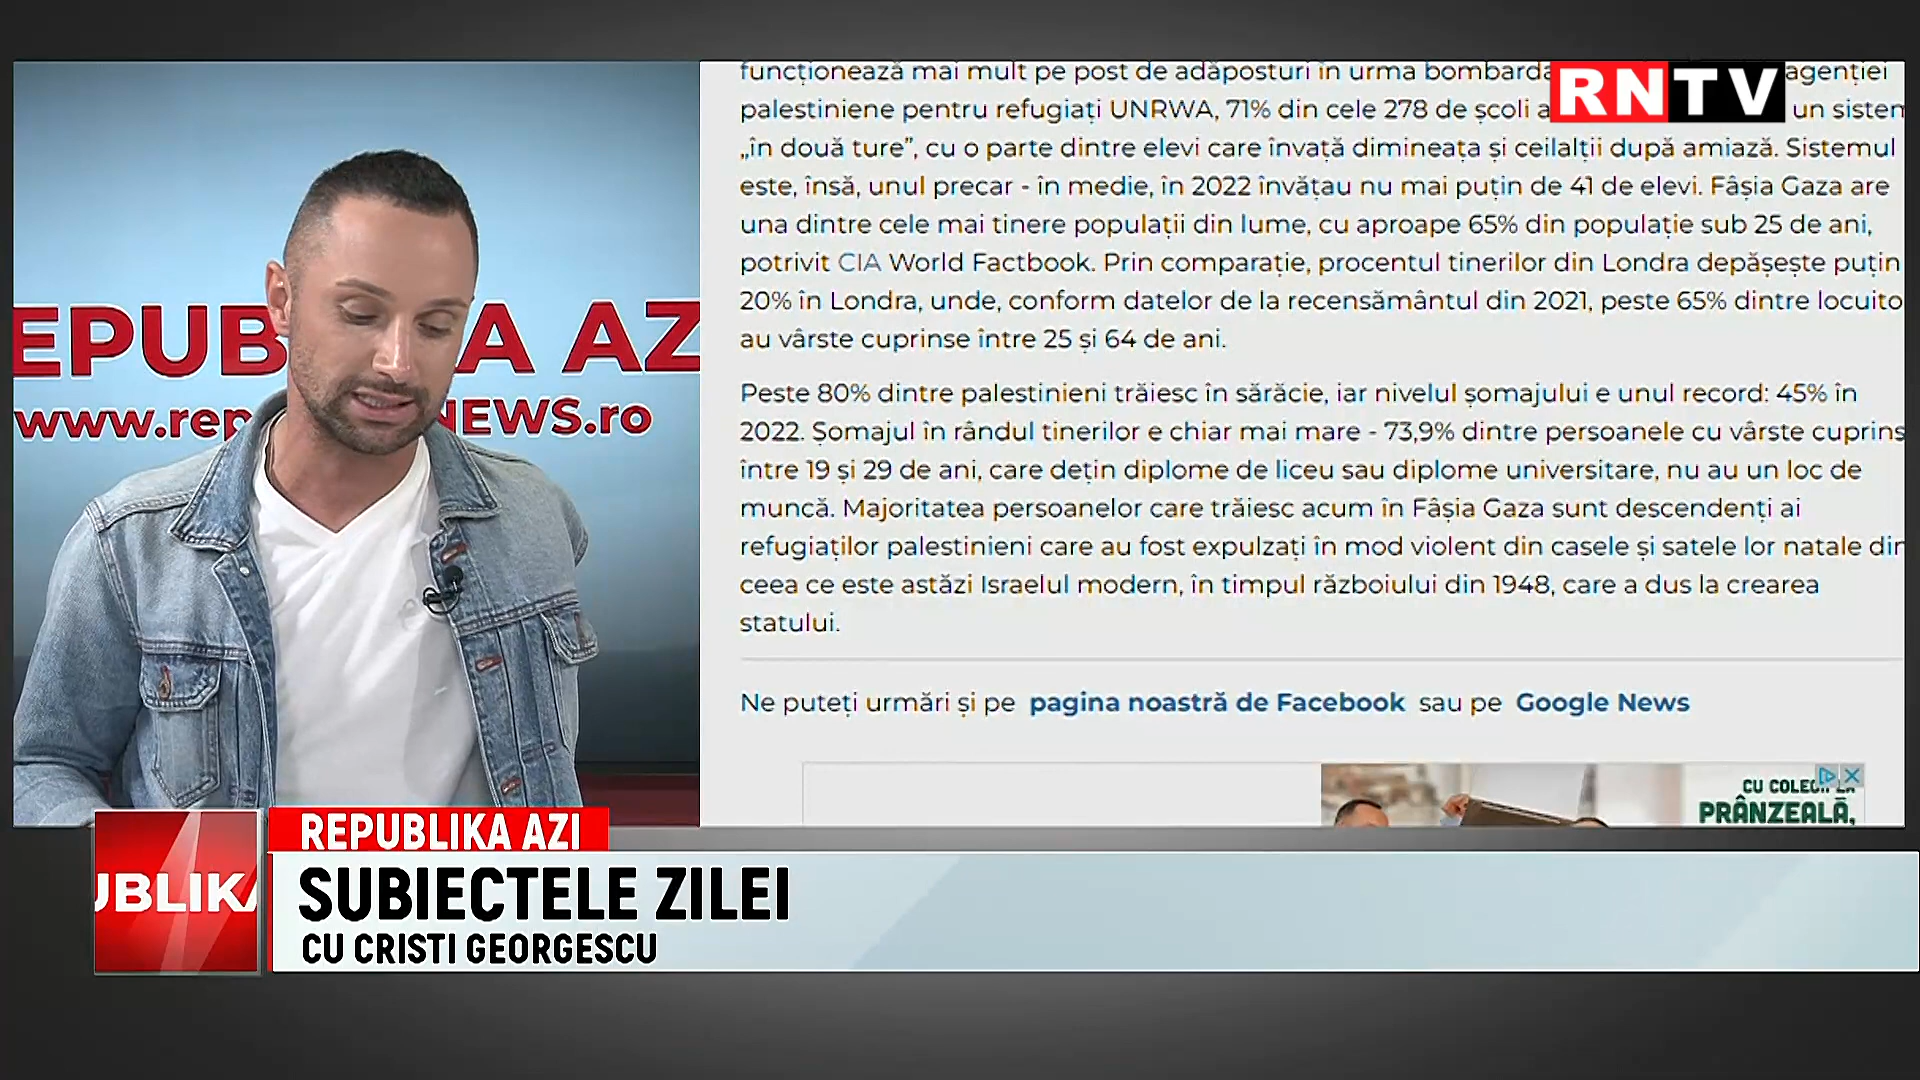 RNTV
funcționează mai mult pe post de adăposturi în urma agenției
palestiniene pentru refugiați UNRWA, 71% din cele 278 de școli un
„în două ture”, cu o parte dintre elevi care învață dimineața și ceilalții după amiază. Sistemul
este, însă, unul precar - în medie, în 2022 învățau nu mai puțin de 41 de elevi. Fâșia Gaza are
una dintre cele mai tinere populații din lume, cu aproape 65% din populație sub 25 de ani,
potrivit CIA World Factbook. Prin comparație, procentul tinerilor din Londra depășește puțin
20% în Londra, unde, conform datelor de la recensământul din 2021, peste 65% dintre locuito
au vârste cuprinse între 25 și 64 de ani.
Peste 80% dintre palestinieni trăiesc în sărăcie, iar nivelul șomajului e unul record: 45% în
2022. Șomajul în rândul tinerilor e chiar mai mare - 73,9% dintre persoanele cu vârste cuprins
între 19 și 29 de ani, care dețin diplome de liceu sau diplome universitare, nu au un loc de
muncă. Majoritatea persoanelor care trăiesc acum în Fâșia Gaza sunt descendenți ai
refugiaților palestinieni care au fost expulzați în mod violent din casele și satele lor natale din
ceea ce este astăzi Israelul modern, în timpul războiului din 1948, care a dus la crearea
statului.
Ne puteți urmări și pe pagina noastră de Facebook sau pe Google News
PRÂNZEALĂ,
EPUB A AZ
www.rep NEWS.ro
REPUBLIKA AZI
UBLIKA
SUBIECTELE ZILEI
CU CRISTI GEORGESCU